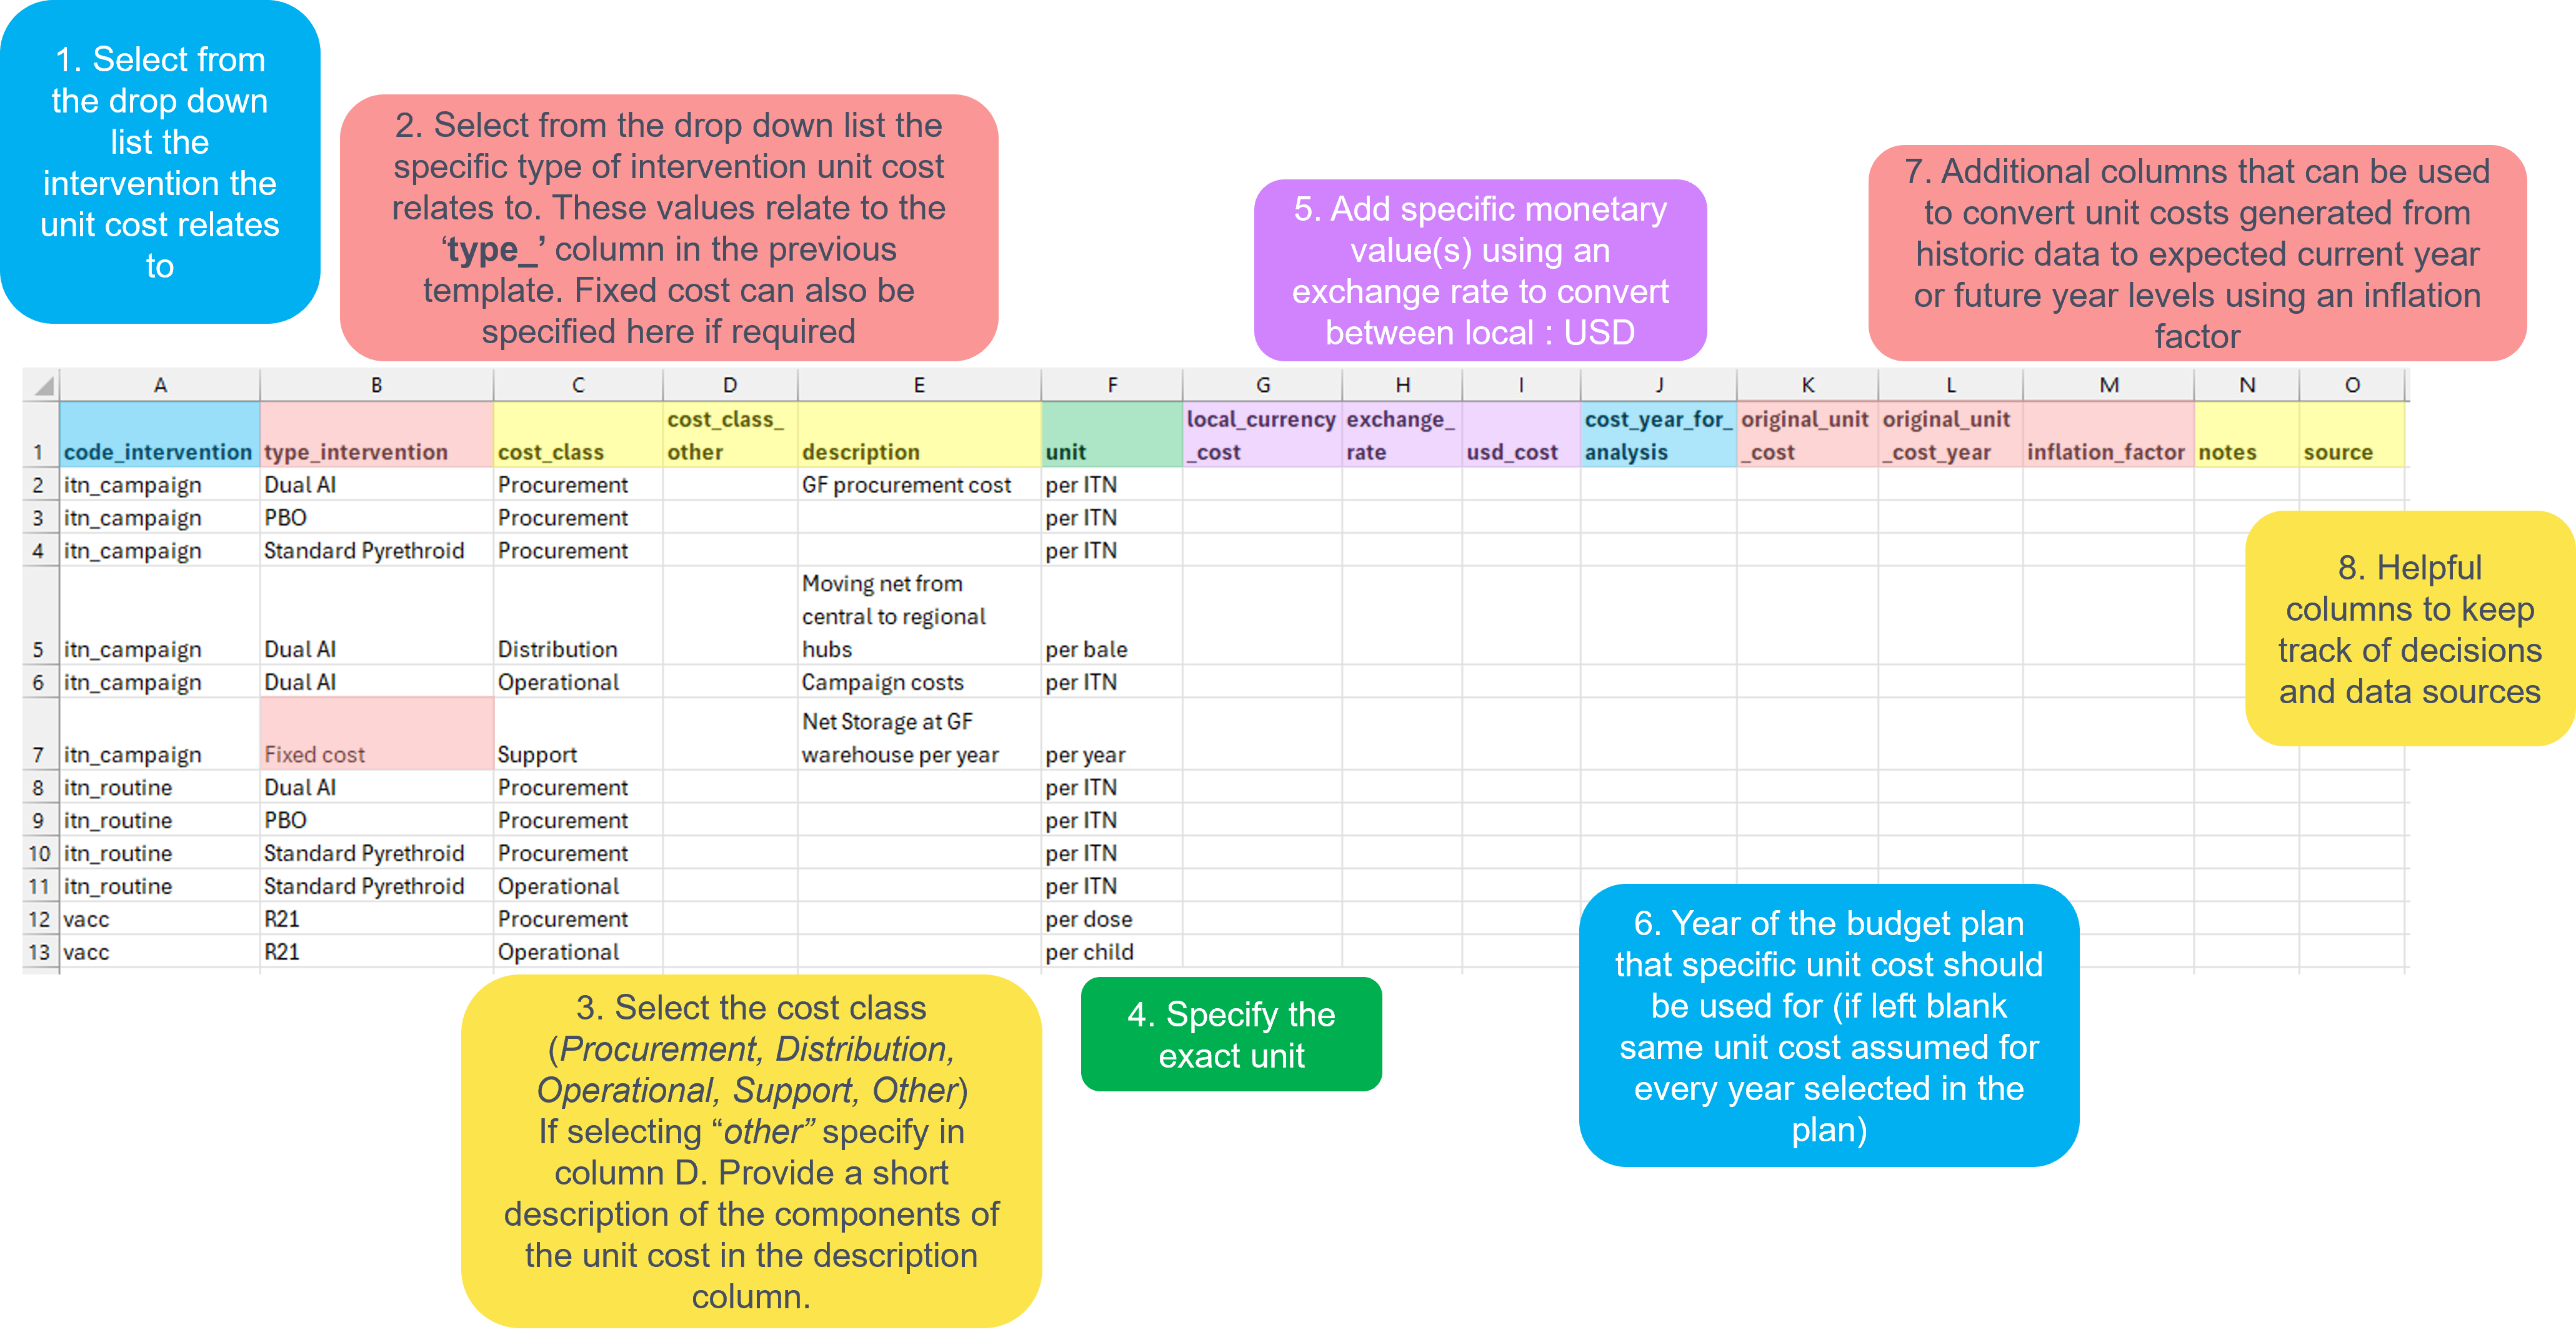 1. Select from
the drop down
list the
intervention the
unit cost relates
to
2. Select from the drop down list the
specific type of intervention unit cost
relates to. These values relate to the
‘type_’ column in the previous
template. Fixed cost can also be
specified here if required
5. Add specific monetary
value(s) using an
exchange rate to convert
between local : USD
7. Additional columns that can be used
to convert unit costs generated from
historic data to expected current year
or future year levels using an inflation
factor
A B C D E F G H I J K L M N O
1 code_intervention type_intervention cost_class cost_class_other description unit local_currency_cost exchange_rate usd_cost cost_year_for_analysis original_unit_cost original_unit_cost_year inflation_factor notes source
2 itn_campaign Dual AI Procurement GF procurement cost per ITN
3 itn_campaign PBO Procurement per ITN
4 itn_campaign Standard Pyrethroid Procurement per ITN
5 itn_campaign Dual AI Distribution Moving net from central to regional hubs per bale
6 itn_campaign Dual AI Operational Campaign costs per ITN
7 itn_campaign Fixed cost Support Net Storage at GF warehouse per year per year
8 itn_routine Dual AI Procurement per ITN
9 itn_routine PBO Procurement per ITN
10 itn_routine Standard Pyrethroid Procurement per ITN
11 itn_routine Standard Pyrethroid Operational per ITN
12 vacc R21 Procurement per dose
13 vacc R21 Operational per child
8. Helpful
columns to keep
track of decisions
and data sources
3. Select the cost class
(Procurement, Distribution,
Operational, Support, Other)
If selecting “other” specify in
column D. Provide a short
description of the components of
the unit cost in the description
column.
4. Specify the
exact unit
6. Year of the budget plan
that specific unit cost should
be used for (if left blank
same unit cost assumed for
every year selected in the
plan)